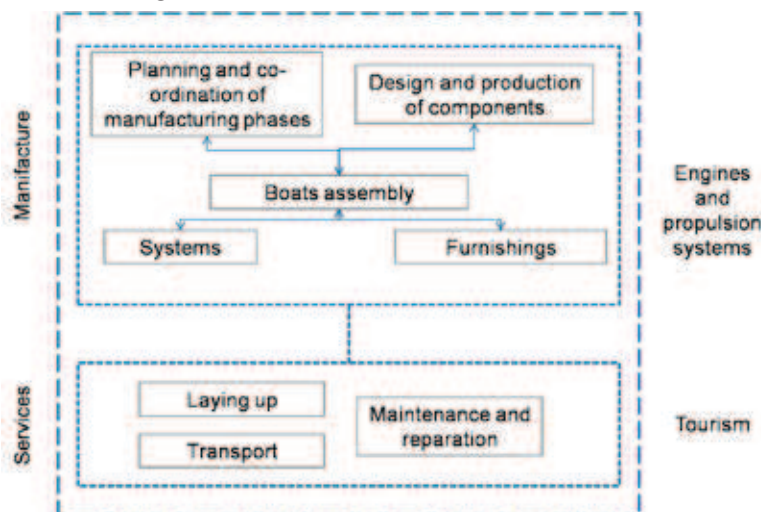 Manifacture
Planning and co-
ordination of
manufacturing phases
Design and production
of components
Boats assembly
Systems
Furnishings
Engines
and
propulsion
systems
Services
Laying up
Transport
Maintenance and
reparation
Tourism